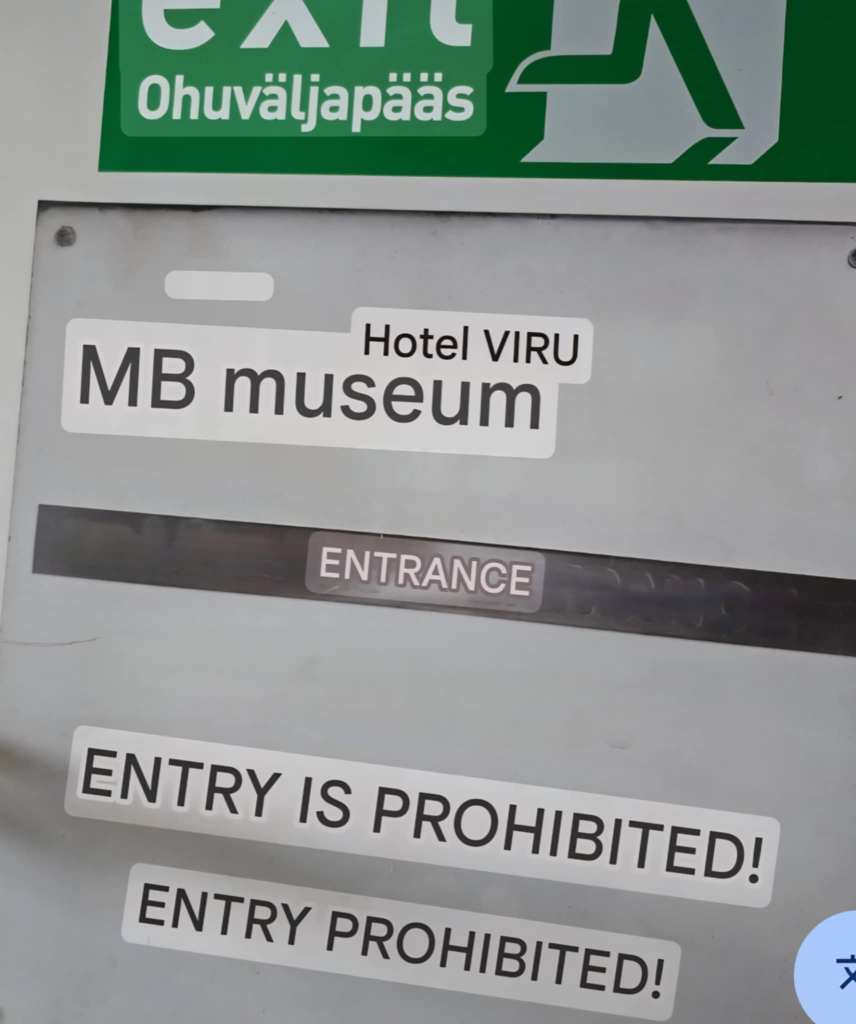 exit
Ohuväljapääs
Hotel VIRU
MB museum
ENTRANCE
ENTRY IS PROHIBITED!
ENTRY PROHIBITED!